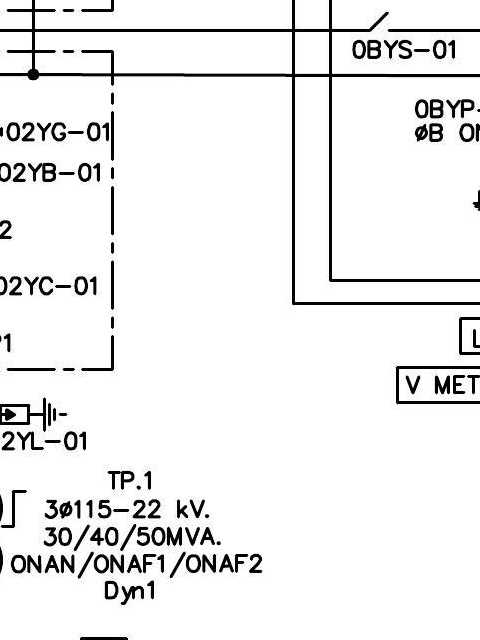 0BYS-01
0BYP-
02YG-01
ØB ON
02YB-01
2
02YC-01
1
L
V MET
2YL-01
TP.1
3Ø115-22 kV.
30/40/50MVA.
ONAN/ONAF1/ONAF2
Dyn1